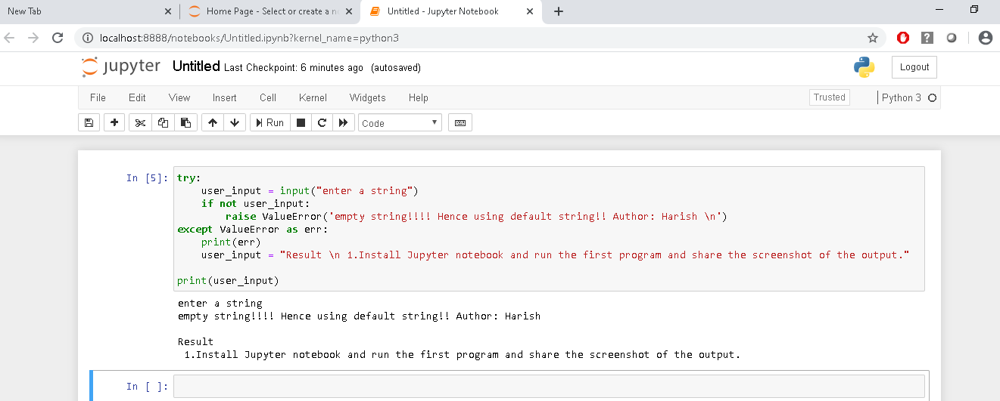 New Tab
Home Page - Select or create a n
Untitled - Jupyter Notebook
localhost:8888/notebooks/Untitled.ipynb?kernel_name=python3
jupyter Untitled Last Checkpoint: 6 minutes ago (autosaved)
Logout
File Edit View Insert Cell Kernel Widgets Help
Trusted
Python 3
Run
Code
In [5]: try:
    user_input = input("enter a string")
    if not user_input:
        raise ValueError('empty string!!!! Hence using default string!! Author: Harish \n')
except ValueError as err:
    print(err)
    user_input = "Result \n 1.Install Jupyter notebook and run the first program and share the screenshot of the output."
print(user_input)
enter a string
empty string!!!! Hence using default string!! Author: Harish
Result
 1.Install Jupyter notebook and run the first program and share the screenshot of the output.
In [ ]: